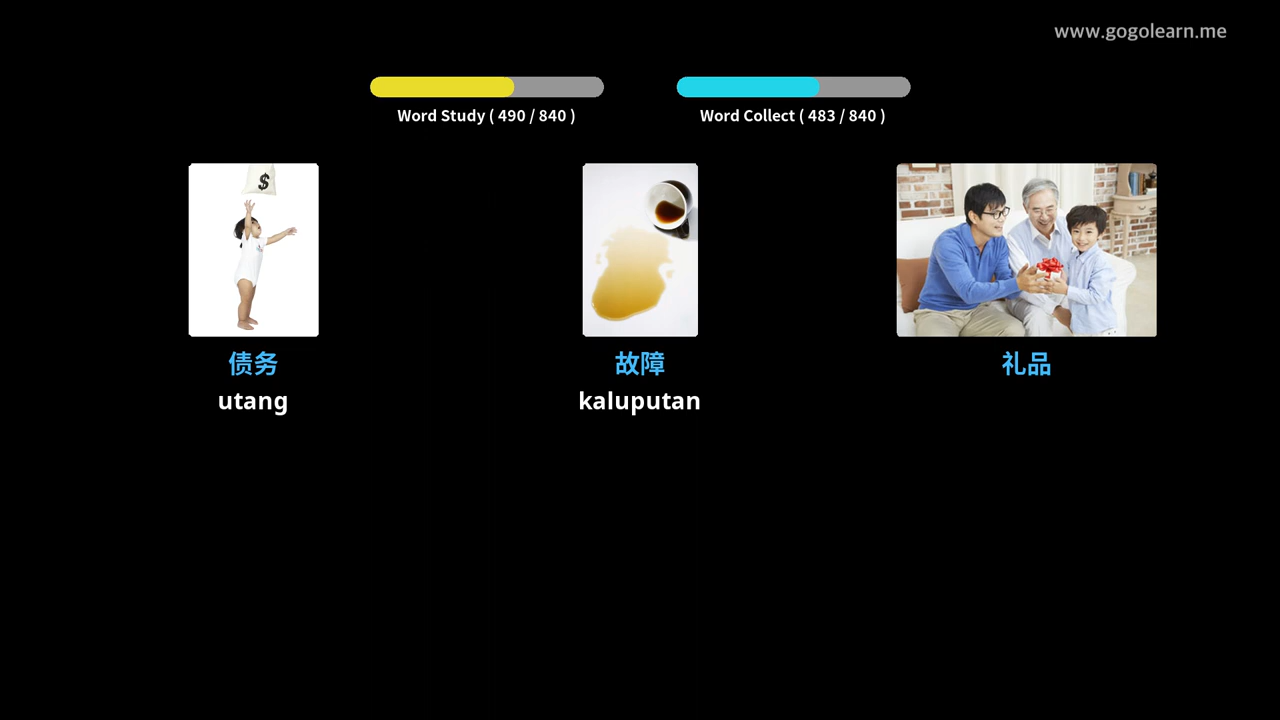 www.gogolearn.me
Word Study ( 490 / 840 )
Word Collect ( 483 / 840 )
$
债务
故障
礼品
utang
kaluputan